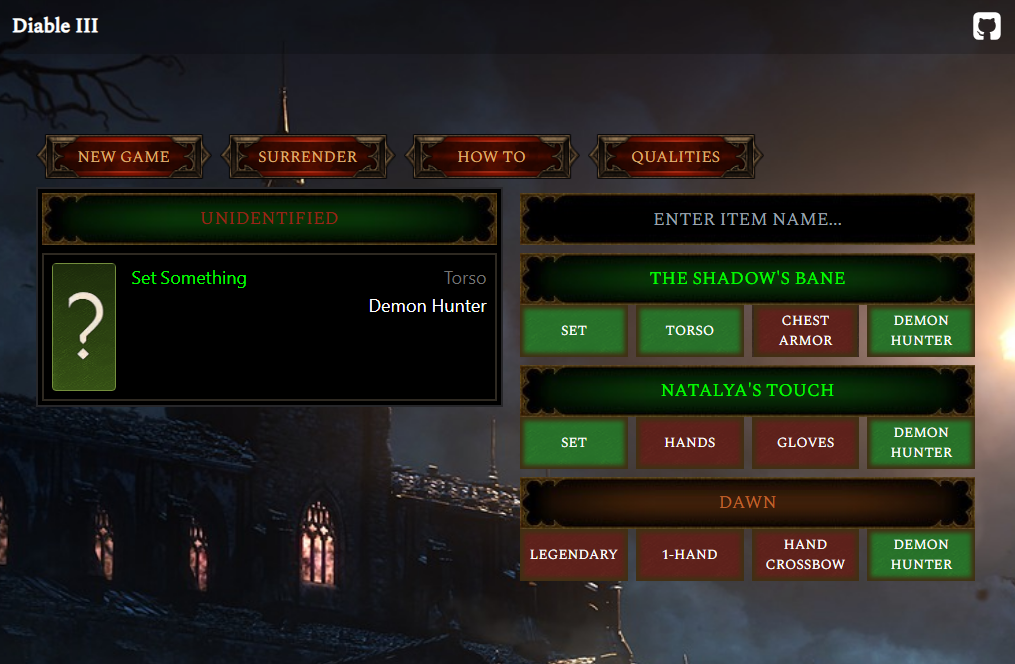 Diable III
NEW GAME
SURRENDER
HOW TO
QUALITIES
UNIDENTIFIED
?
Set Something
Torso
Demon Hunter
ENTER ITEM NAME...
THE SHADOW'S BANE
SET
TORSO
CHEST
ARMOR
DEMON
HUNTER
NATALYA'S TOUCH
SET
HANDS
GLOVES
DEMON
HUNTER
DAWN
LEGENDARY
1-HAND
HAND
CROSSBOW
DEMON
HUNTER